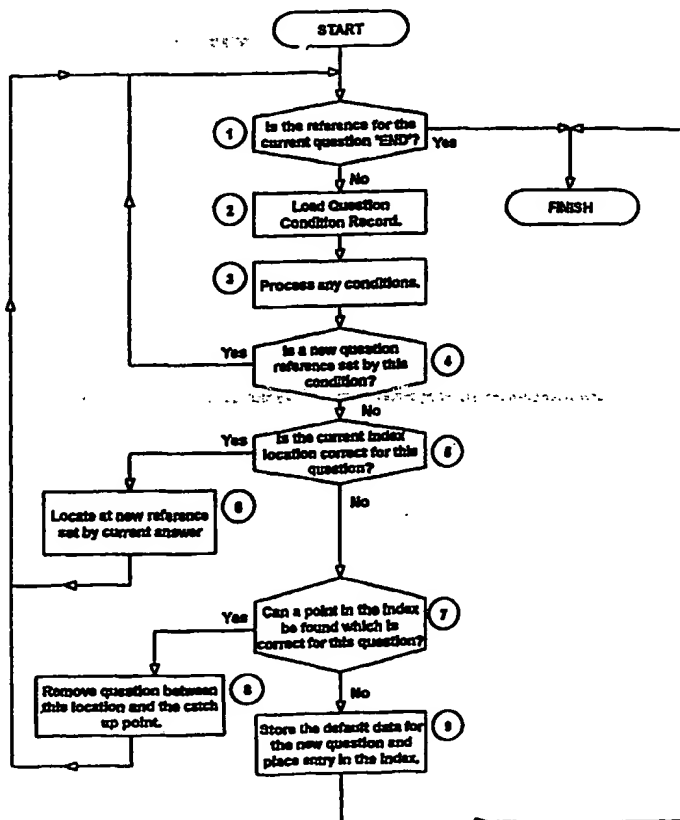 START
1
Is the reference for the
current question "END"?
Yes
No
FINISH
2
Load Question
Condition Record.
3
Process any conditions.
Yes
Is a new question
reference set by this
condition?
4
No
Yes
Is the current index
location correct for this
question?
5
No
Locate at new reference
set by current answer
6
Yes
Can a point in the index
be found which is
correct for this question?
7
No
Remove question between
this location and the catch
up point.
8
Store the default data for
the new question and
place entry in the index.
9